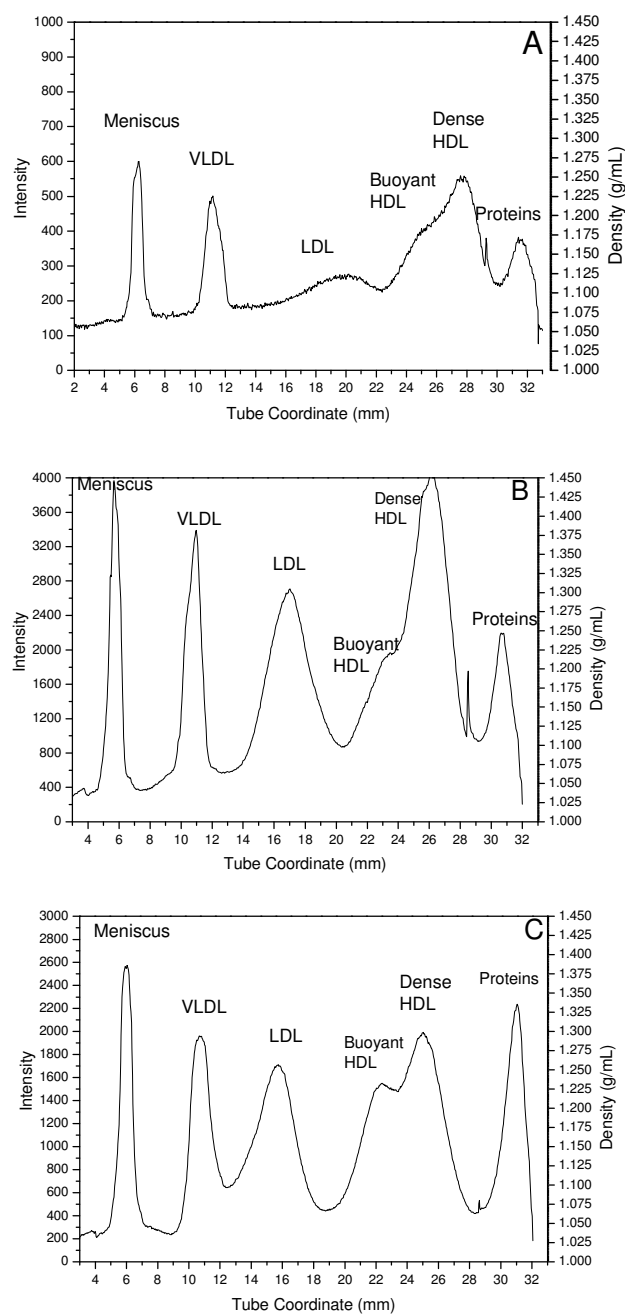 A
1000
900
800
700
600
500
400
300
200
100
0
Intensity
Meniscus
VLDL
LDL
Buoyant
HDL
Dense
HDL
Proteins
1.450
1.425
1.400
1.375
1.350
1.325
1.300
1.275
1.250
1.225
1.200
1.175
1.150
1.125
1.100
1.075
1.050
1.025
1.000
Density (g/mL)
2 4 6 8 10 12 14 16 18 20 22 24 26 28 30 32
Tube Coordinate (mm)
B
4000
3600
3200
2800
2400
2000
1600
1200
800
400
0
Intensity
Meniscus
VLDL
LDL
Buoyant
HDL
Dense
HDL
Proteins
1.450
1.425
1.400
1.375
1.350
1.325
1.300
1.275
1.250
1.225
1.200
1.175
1.150
1.125
1.100
1.075
1.050
1.025
1.000
Density (g/mL)
4 6 8 10 12 14 16 18 20 22 24 26 28 30 32
Tube Coordinate (mm)
C
3000
2800
2600
2400
2200
2000
1800
1600
1400
1200
1000
800
600
400
200
0
Intensity
Meniscus
VLDL
LDL
Buoyant
HDL
Dense
HDL
Proteins
1.450
1.425
1.400
1.375
1.350
1.325
1.300
1.275
1.250
1.225
1.200
1.175
1.150
1.125
1.100
1.075
1.050
1.025
1.000
Density (g/mL)
4 6 8 10 12 14 16 18 20 22 24 26 28 30 32
Tube Coordinate (mm)